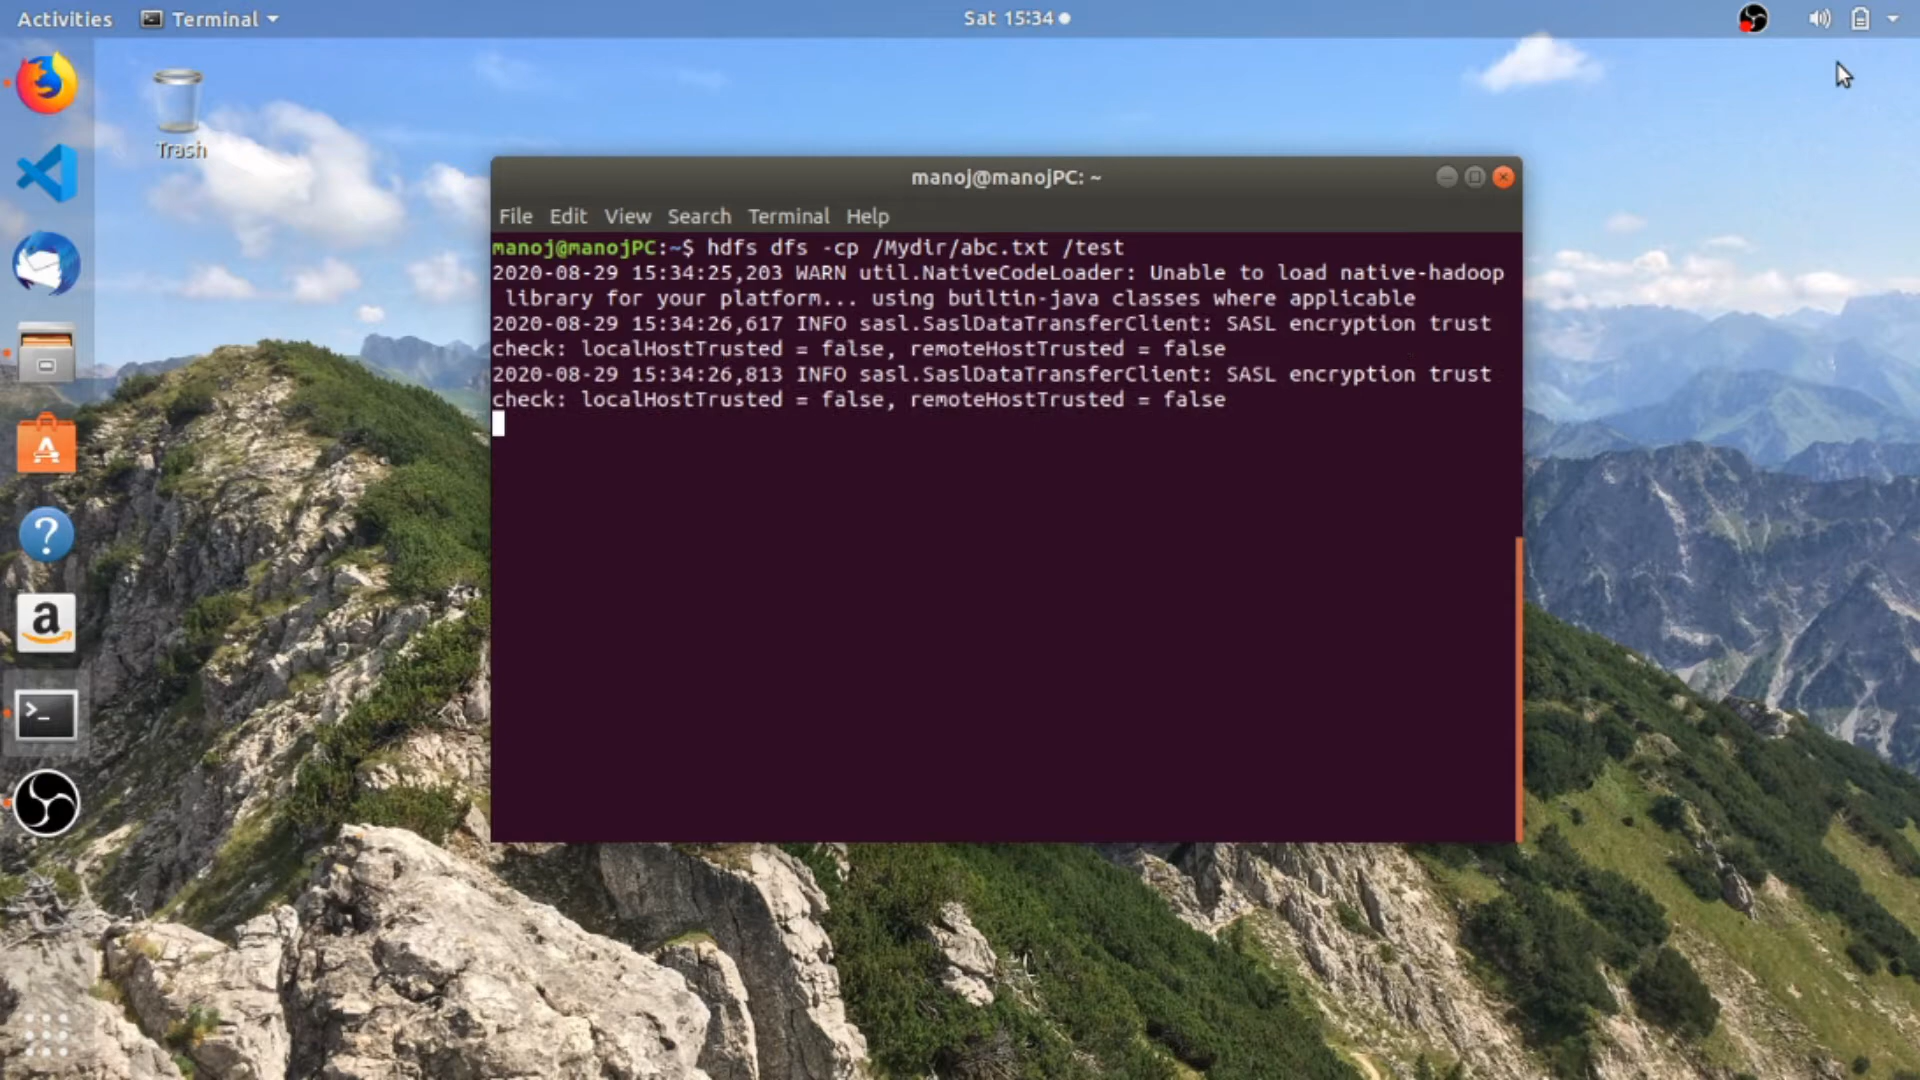 Activities
Terminal
Sat 15:34
Trash
manoj@manojPC: ~
File Edit View Search Terminal Help
manoj@manojPC:~$ hdfs dfs -cp /Mydir/abc.txt /test
2020-08-29 15:34:25,203 WARN util.NativeCodeLoader: Unable to load native-hadoop
library for your platform... using builtin-java classes where applicable
2020-08-29 15:34:26,617 INFO sasl.SaslDataTransferClient: SASL encryption trust
check: localHostTrusted = false, remoteHostTrusted = false
2020-08-29 15:34:26,813 INFO sasl.SaslDataTransferClient: SASL encryption trust
check: localHostTrusted = false, remoteHostTrusted = false